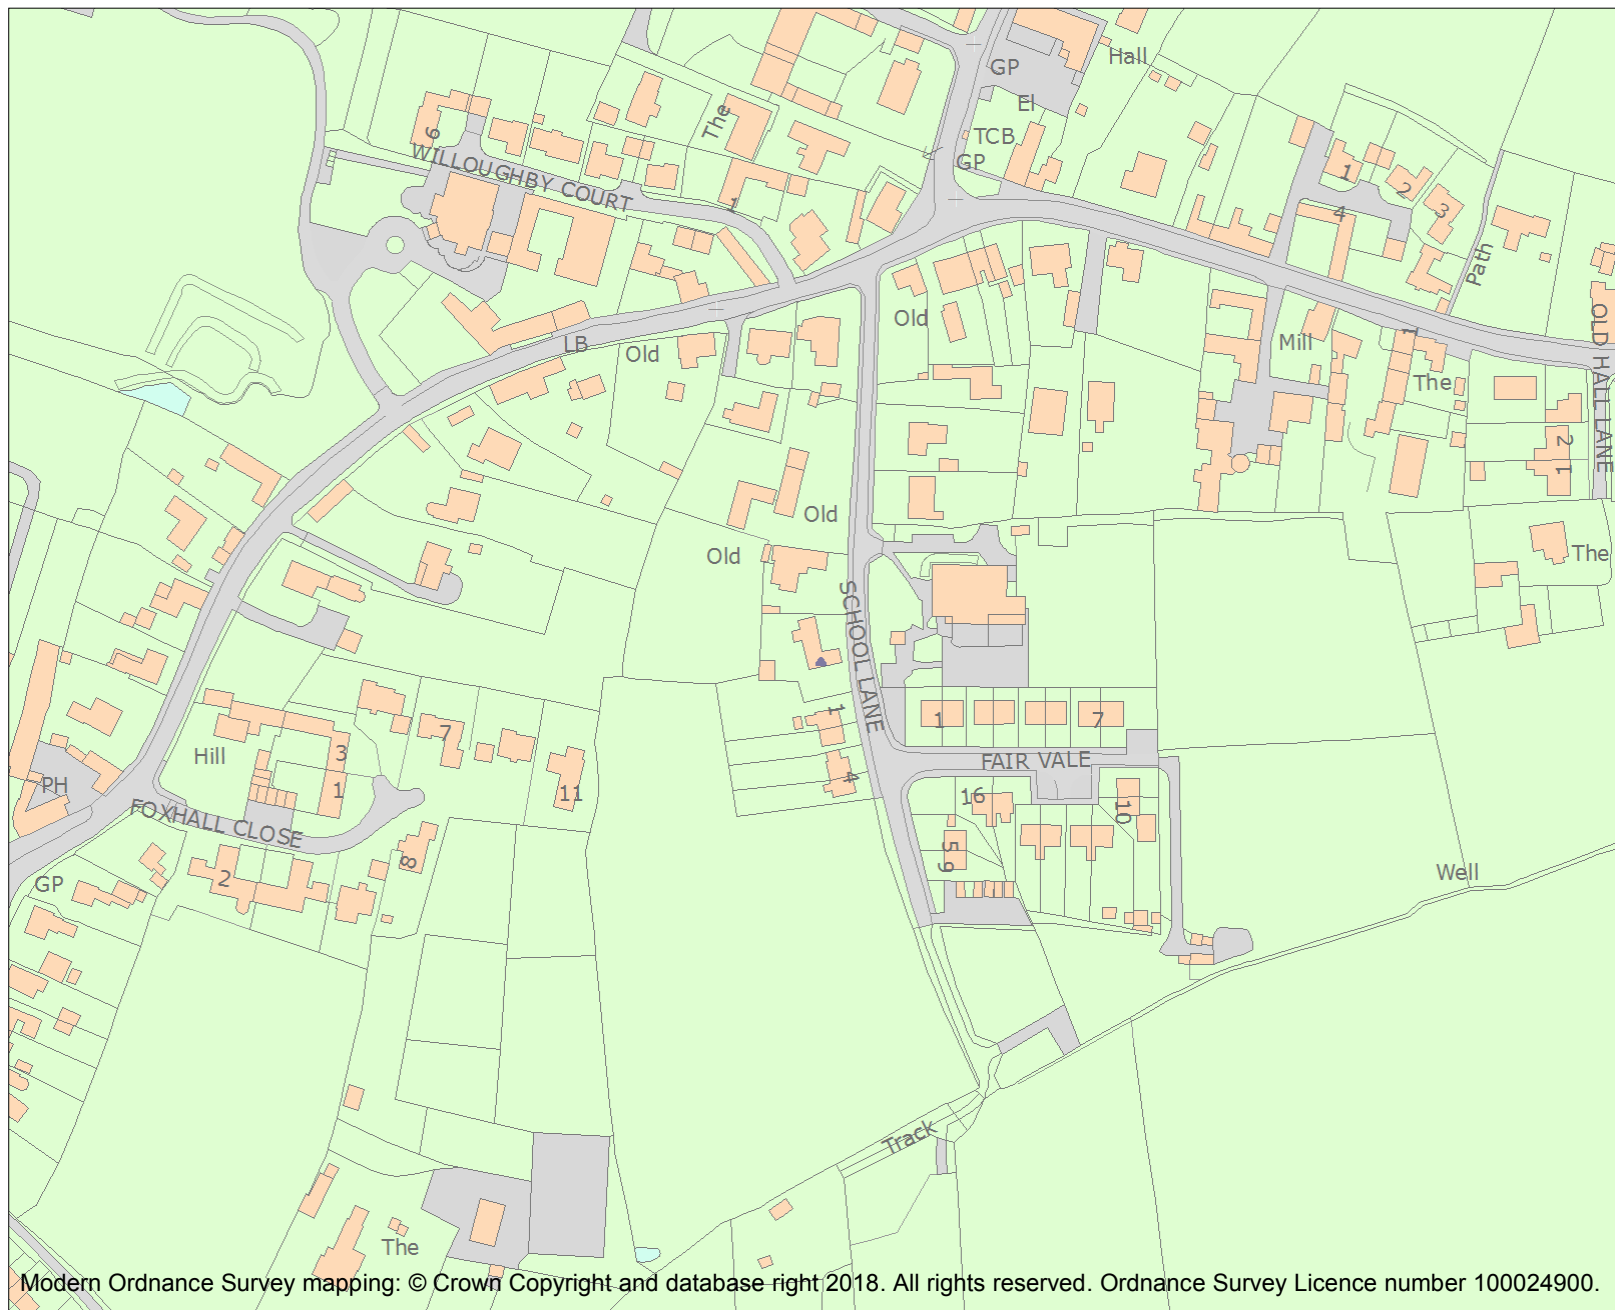 Hall
GP
El
TCB
GP
The
6
WILLOUGHBY COURT
1
1
2
3
4
Path
OLD HALL LANE
Old
LB
Old
Mill
The
2
1
Old
Old
The
SCHOOL LANE
1
4
1
7
FAIR VALE
16
10
59
Well
Hill
3
1
7
11
PH
FOXHALL CLOSE
2
8
GP
Track
The
Modern Ordnance Survey mapping: © Crown Copyright and database right 2018. All rights reserved. Ordnance Survey Licence number 100024900.